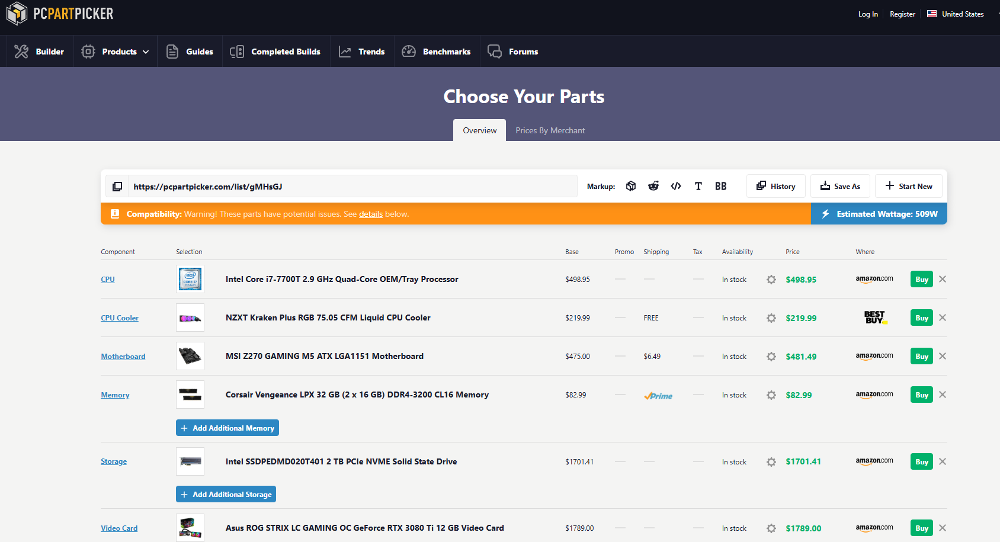 PCPARTPICKER
Log In Register United States
Builder Products Guides Completed Builds Trends Benchmarks Forums
Choose Your Parts
Overview Prices By Merchant
https://pcpartpicker.com/list/gMHsGJ Markup: </> T BB History Save As + Start New
Compatibility: Warning! These parts have potential issues. See details below. Estimated Wattage: 509W
Component Selection Base Promo Shipping Tax Availability Price Where
CPU intel CORE i7 7th Gen Intel Core i7-7700T 2.9 GHz Quad-Core OEM/Tray Processor $498.95 — — — In stock $498.95 amazon.com Buy
CPU Cooler NZXT Kraken Plus RGB 75.05 CFM Liquid CPU Cooler $219.99 — FREE — In stock $219.99 BEST BUY Buy
Motherboard MSI Z270 GAMING M5 ATX LGA1151 Motherboard $475.00 — $6.49 — In stock $481.49 amazon.com Buy
Memory Corsair Vengeance LPX 32 GB (2 x 16 GB) DDR4-3200 CL16 Memory $82.99 — Prime — In stock $82.99 amazon.com Buy
+ Add Additional Memory
Storage Intel SSDPEDMD020T401 2 TB PCIe NVME Solid State Drive $1701.41 — — — In stock $1701.41 amazon.com Buy
+ Add Additional Storage
Video Card Asus ROG STRIX LC GAMING OC GeForce RTX 3080 Ti 12 GB Video Card $1789.00 — — — In stock $1789.00 amazon.com Buy